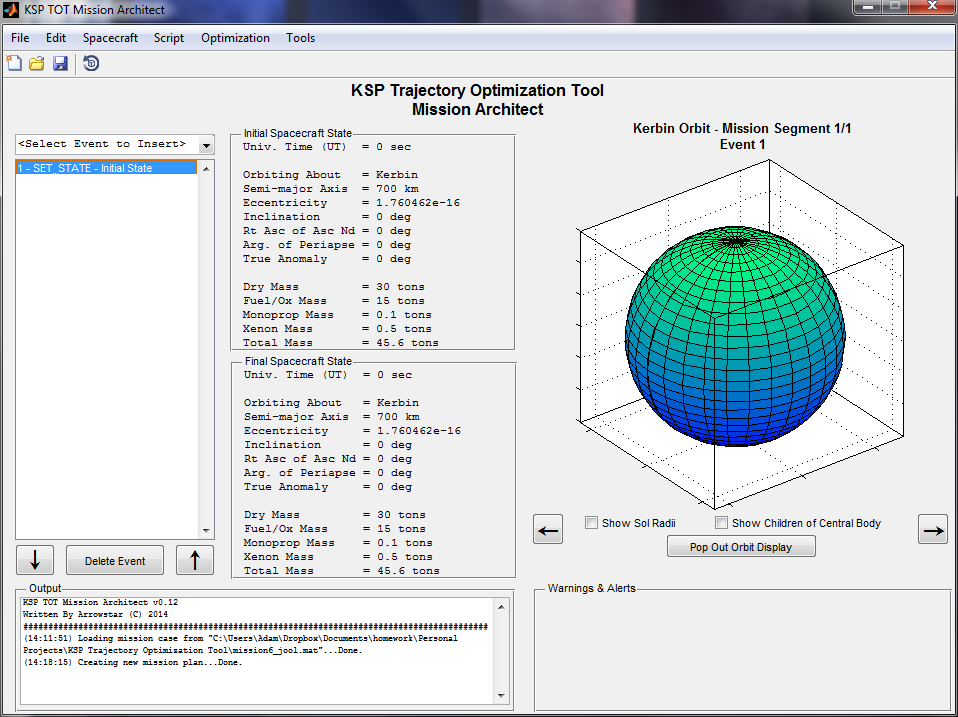 KSP TOT Mission Architect
File Edit Spacecraft Script Optimization Tools
KSP Trajectory Optimization Tool
Mission Architect
<Select Event to Insert>
1 - SET_STATE - Initial State
Initial Spacecraft State
Univ. Time (UT) = 0 sec
Orbiting About = Kerbin
Semi-major Axis = 700 km
Eccentricity = 1.760462e-16
Inclination = 0 deg
Rt Asc of Asc Nd = 0 deg
Arg. of Periapse = 0 deg
True Anomaly = 0 deg
Dry Mass = 30 tons
Fuel/Ox Mass = 15 tons
Monoprop Mass = 0.1 tons
Xenon Mass = 0.5 tons
Total Mass = 45.6 tons
Final Spacecraft State
Univ. Time (UT) = 0 sec
Orbiting About = Kerbin
Semi-major Axis = 700 km
Eccentricity = 1.760462e-16
Inclination = 0 deg
Rt Asc of Asc Nd = 0 deg
Arg. of Periapse = 0 deg
True Anomaly = 0 deg
Dry Mass = 30 tons
Fuel/Ox Mass = 15 tons
Monoprop Mass = 0.1 tons
Xenon Mass = 0.5 tons
Total Mass = 45.6 tons
Kerbin Orbit - Mission Segment 1/1
Event 1
Show Sol Radii
Show Children of Central Body
Pop Out Orbit Display
Delete Event
Output
KSP TOT Mission Architect v0.12
Written By Arrowstar (C) 2014
##############################################################################################
(14:11:51) Loading mission case from "C:\Users\Adam\Dropbox\Documents\homework\Personal
Projects\KSP Trajectory Optimization Tool\mission6_jool.mat"...Done.
(14:18:15) Creating new mission plan...Done.
Warnings & Alerts